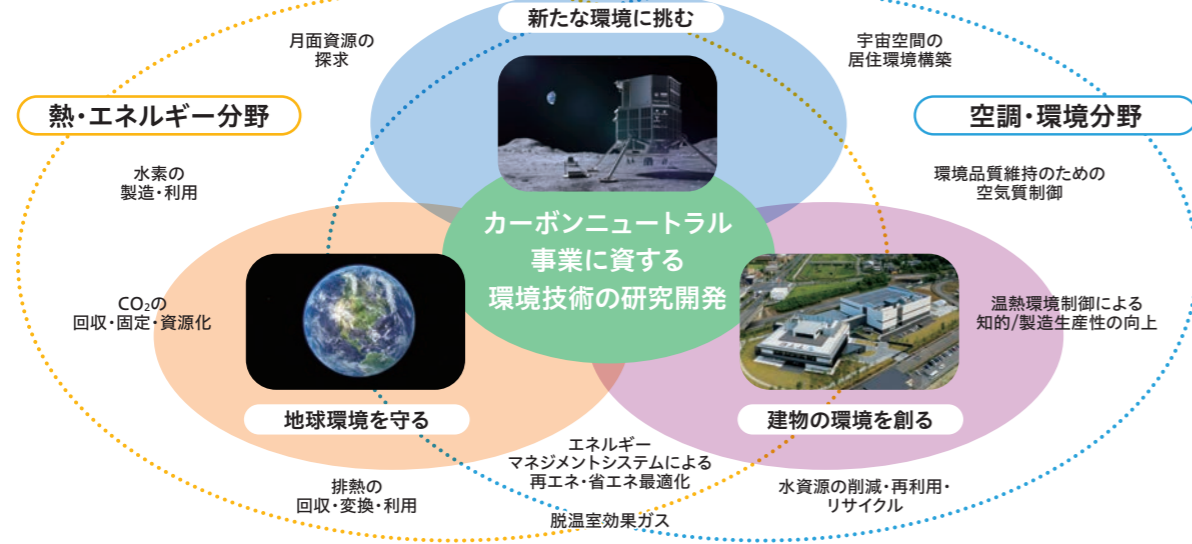 新たな環境に挑む
月面資源の
探求
宇宙空間の
居住環境構築
熱・エネルギー分野
空調・環境分野
水素の
製造・利用
環境品質維持のための
空気質制御
カーボンニュートラル
事業に資する
環境技術の研究開発
CO₂の
回収・固定・資源化
温熱環境制御による
知的/製造生産性の向上
地球環境を守る
建物の環境を創る
エネルギー
マネジメントシステムによる
再エネ・省エネ最適化
排熱の
回収・変換・利用
水資源の削減・再利用・
リサイクル
脱温室効果ガス